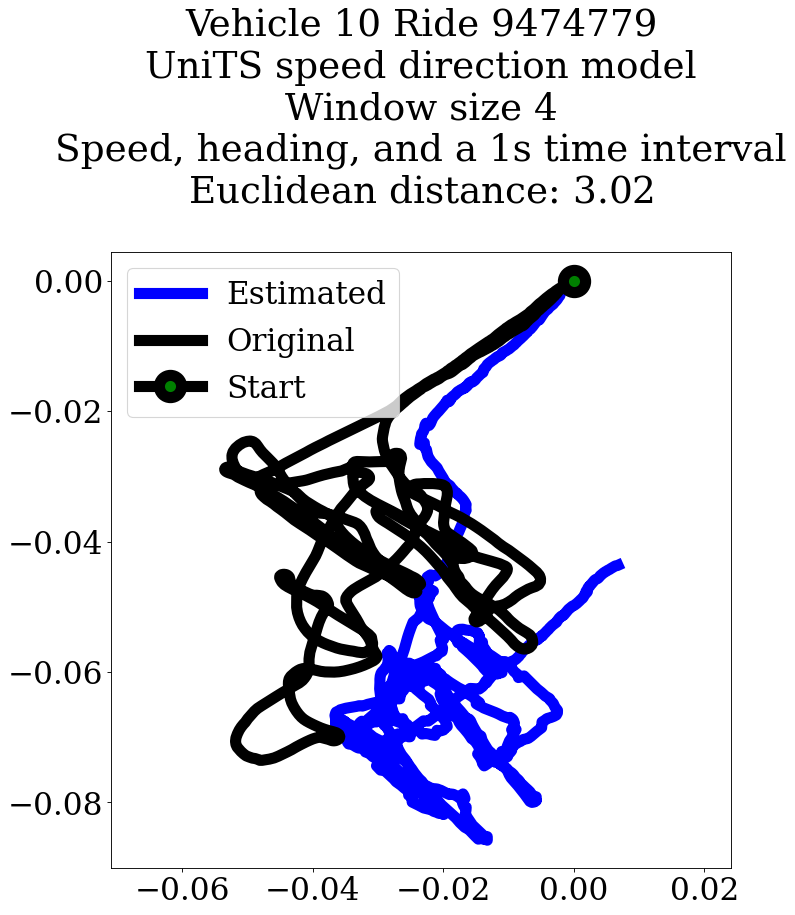 Vehicle 10 Ride 9474779
UniTS speed direction model
Window size 4
Speed, heading, and a 1s time interval
Euclidean distance: 3.02
Estimated
Original
Start
0.00
−0.02
−0.04
−0.06
−0.08
−0.06
−0.04
−0.02
0.00
0.02